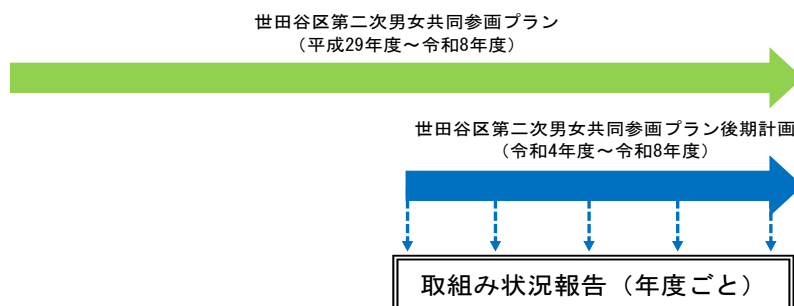 世田谷区第二次男女共同参画プラン
（平成29年度～令和8年度）
世田谷区第二次男女共同参画プラン後期計画
（令和4年度～令和8年度）
取組み状況報告（年度ごと）